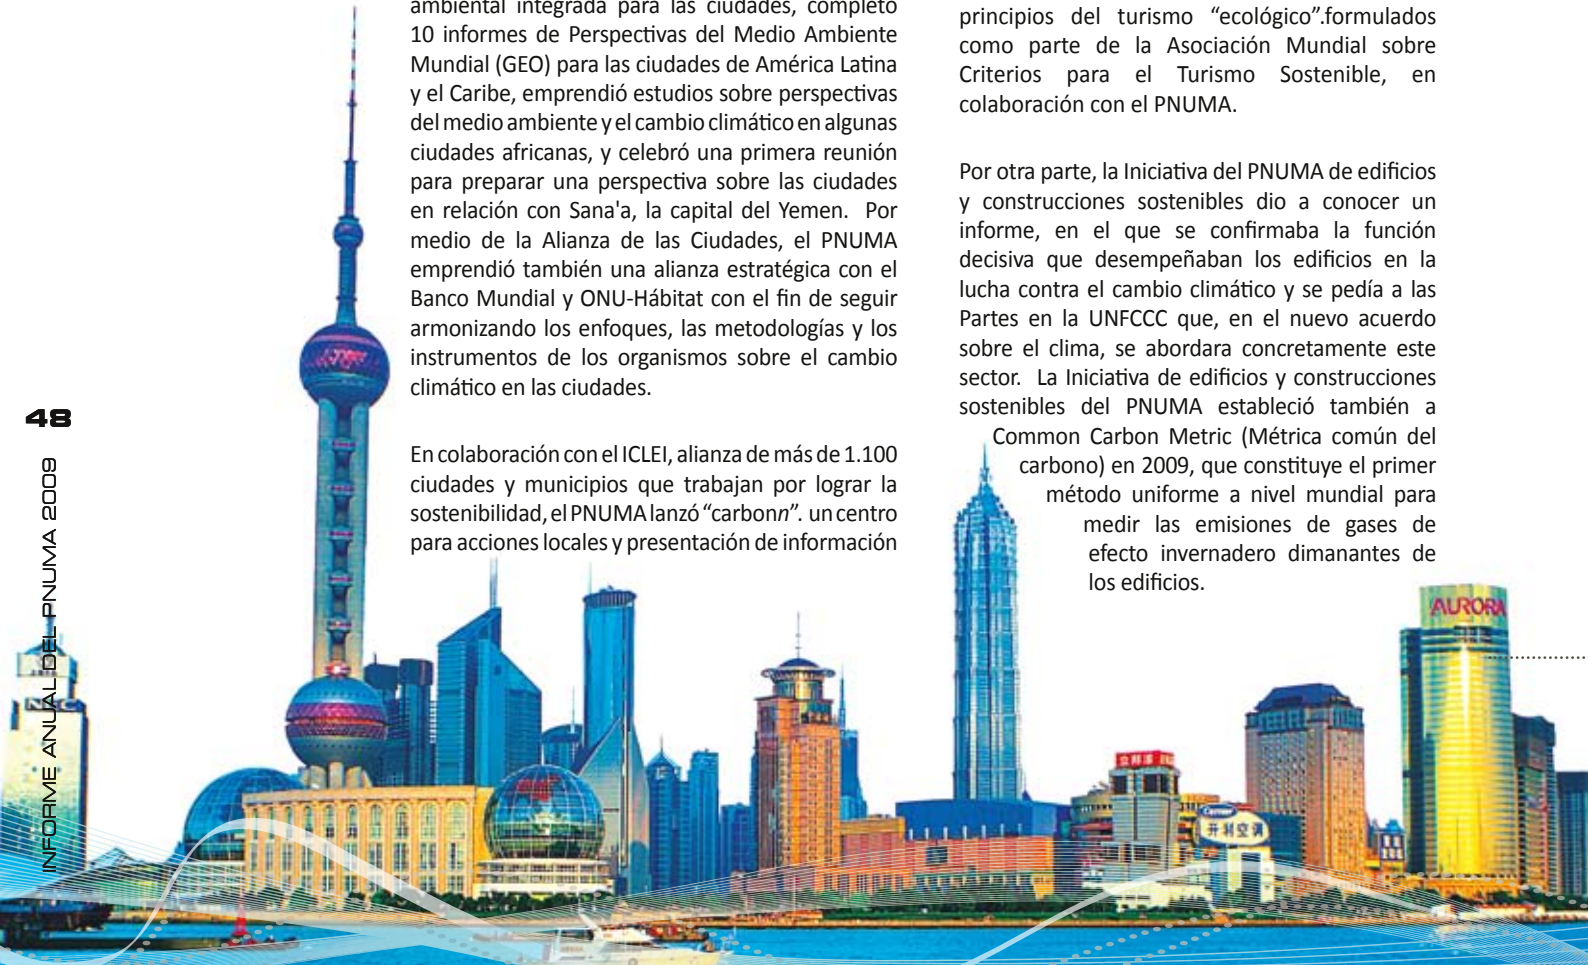 ambiental integrada para las ciudades, completó
10 informes de Perspectivas del Medio Ambiente
Mundial (GEO) para las ciudades de América Latina
y el Caribe, emprendió estudios sobre perspectivas
del medio ambiente y el cambio climático en algunas
ciudades africanas, y celebró una primera reunión
para preparar una perspectiva sobre las ciudades
en relación con Sana'a, la capital del Yemen. Por
medio de la Alianza de las Ciudades, el PNUMA
emprendió también una alianza estratégica con el
Banco Mundial y ONU-Hábitat con el fin de seguir
armonizando los enfoques, las metodologías y los
instrumentos de los organismos sobre el cambio
climático en las ciudades.
En colaboración con el ICLEI, alianza de más de 1.100
ciudades y municipios que trabajan por lograr la
sostenibilidad, el PNUMA lanzó “carbonn”. un centro
para acciones locales y presentación de información
principios del turismo “ecológico”.formulados
como parte de la Asociación Mundial sobre
Criterios para el Turismo Sostenible, en
colaboración con el PNUMA.
Por otra parte, la Iniciativa del PNUMA de edificios
y construcciones sostenibles dio a conocer un
informe, en el que se confirmaba la función
decisiva que desempeñaban los edificios en la
lucha contra el cambio climático y se pedía a las
Partes en la UNFCCC que, en el nuevo acuerdo
sobre el clima, se abordara concretamente este
sector. La Iniciativa de edificios y construcciones
sostenibles del PNUMA estableció también a
Common Carbon Metric (Métrica común del
carbono) en 2009, que constituye el primer
método uniforme a nivel mundial para
medir las emisiones de gases de
efecto invernadero dimanantes de
los edificios.
48
INFORME ANUAL DEL PNUMA 2009
AURORA
NEC
立邦漆
Carrier
开利空调